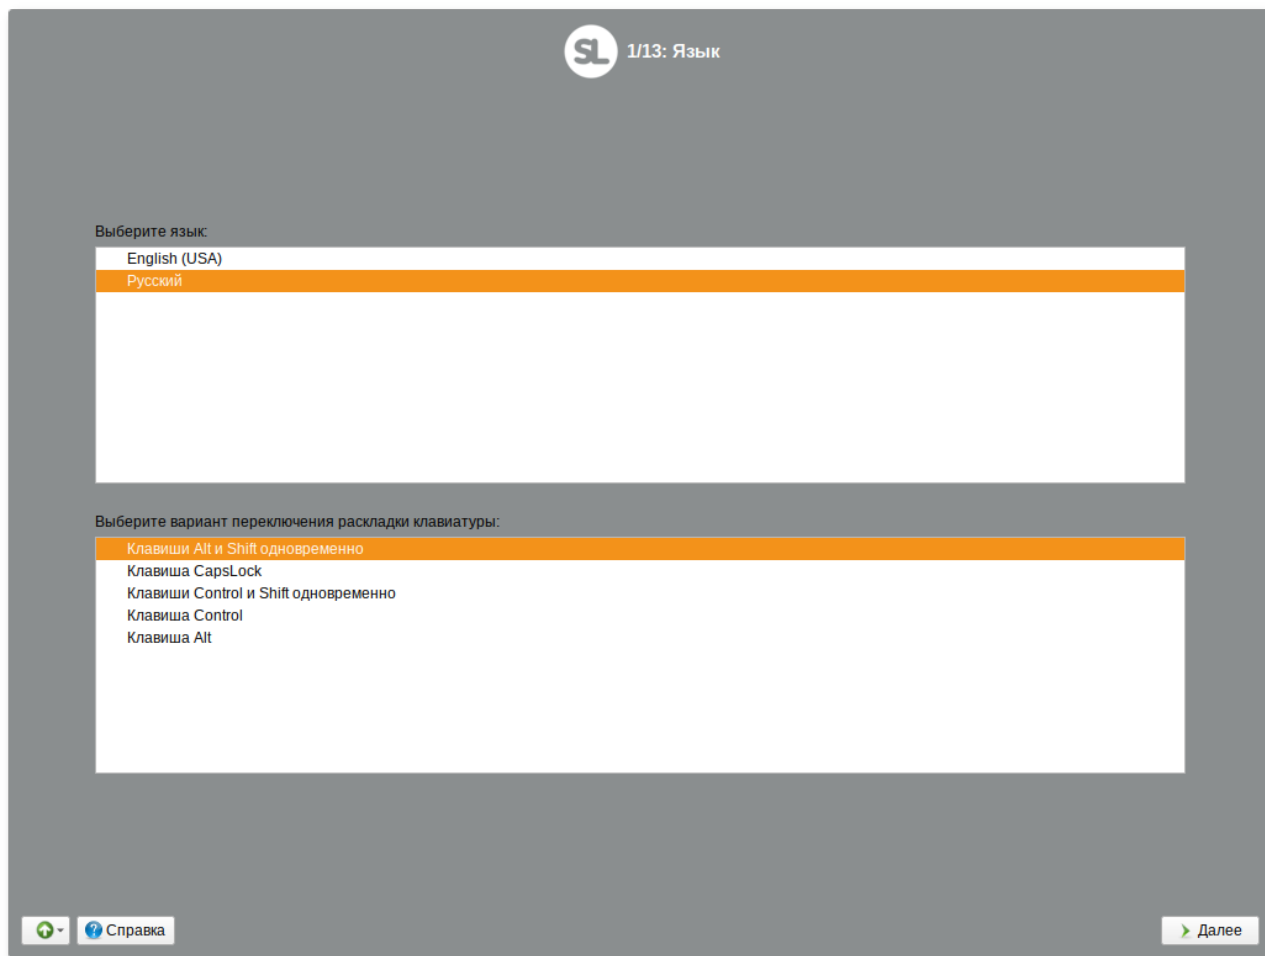 SL 1/13: Язык
Выберите язык:
English (USA)
Русский
Выберите вариант переключения раскладки клавиатуры:
Клавиши Alt и Shift одновременно
Клавиша CapsLock
Клавиши Control и Shift одновременно
Клавиша Control
Клавиша Alt
Справка
Далее